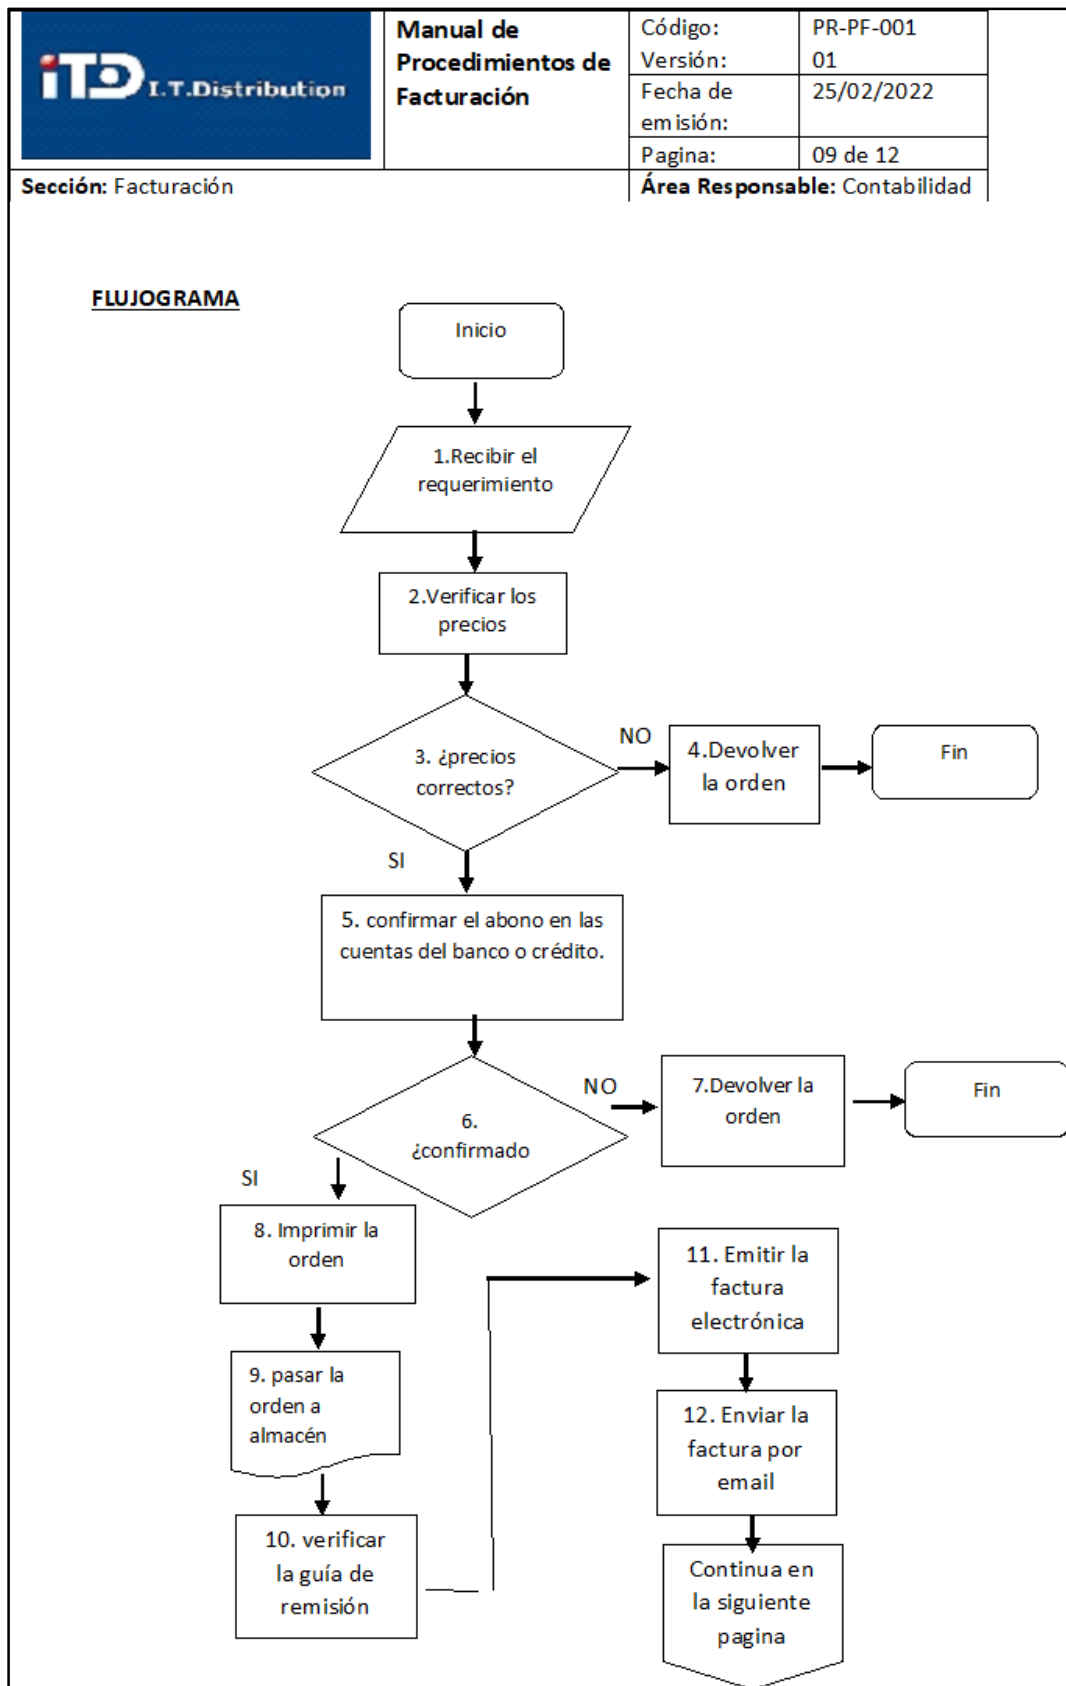 iTD I.T.Distribution
Manual de
Procedimientos de
Facturación
Código: PR-PF-001
Versión: 01
Fecha de 25/02/2022
emisión:
Pagina: 09 de 12
Sección: Facturación
Área Responsable: Contabilidad
FLUJOGRAMA
Inicio
1.Recibir el
requerimiento
2.Verificar los
precios
3. ¿precios
correctos?
NO
4.Devolver
la orden
Fin
SI
5. confirmar el abono en las
cuentas del banco o crédito.
6.
¿confirmado
NO
7.Devolver la
orden
Fin
SI
8. Imprimir la
orden
9. pasar la
orden a
almacén
10. verificar
la guía de
remisión
11. Emitir la
factura
electrónica
12. Enviar la
factura por
email
Continua en
la siguiente
pagina